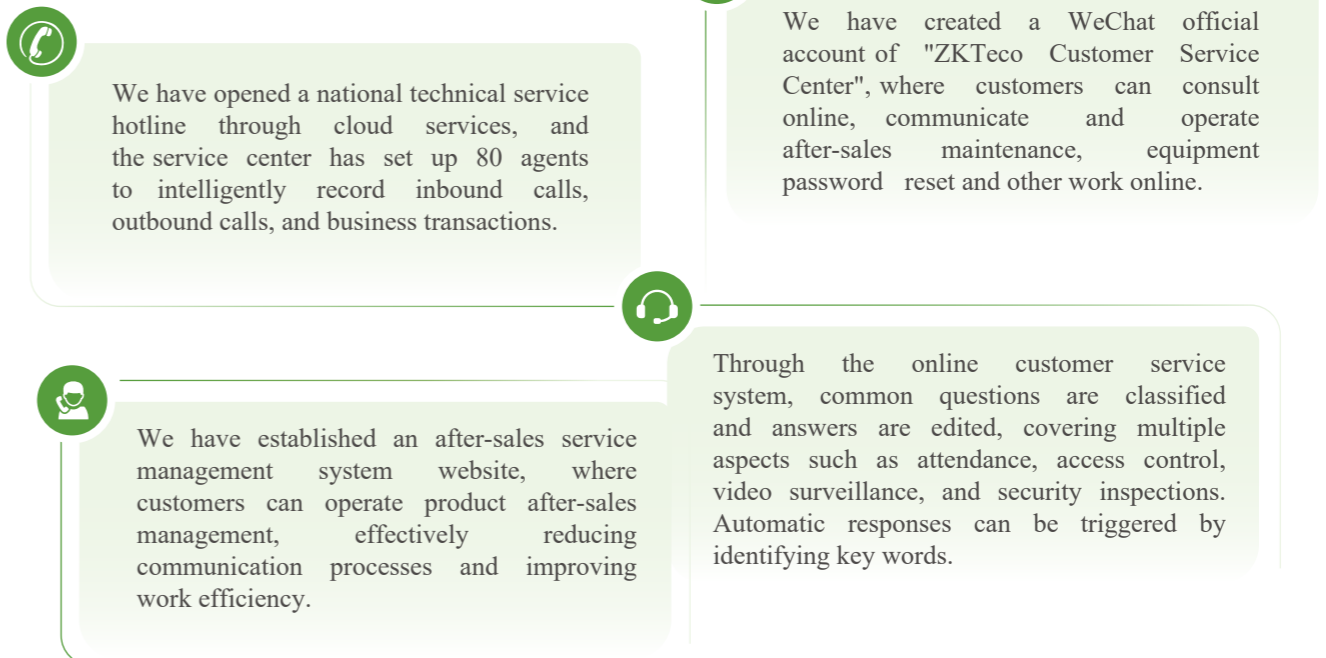 We have opened a national technical service
hotline through cloud services, and
the service center has set up 80 agents
to intelligently record inbound calls,
outbound calls, and business transactions.
We have created a WeChat official
account of "ZKTeco Customer Service
Center", where customers can consult
online, communicate and operate
after-sales maintenance, equipment
password reset and other work online.
We have established an after-sales service
management system website, where
customers can operate product after-sales
management, effectively reducing
communication processes and improving
work efficiency.
Through the online customer service
system, common questions are classified
and answers are edited, covering multiple
aspects such as attendance, access control,
video surveillance, and security inspections.
Automatic responses can be triggered by
identifying key words.